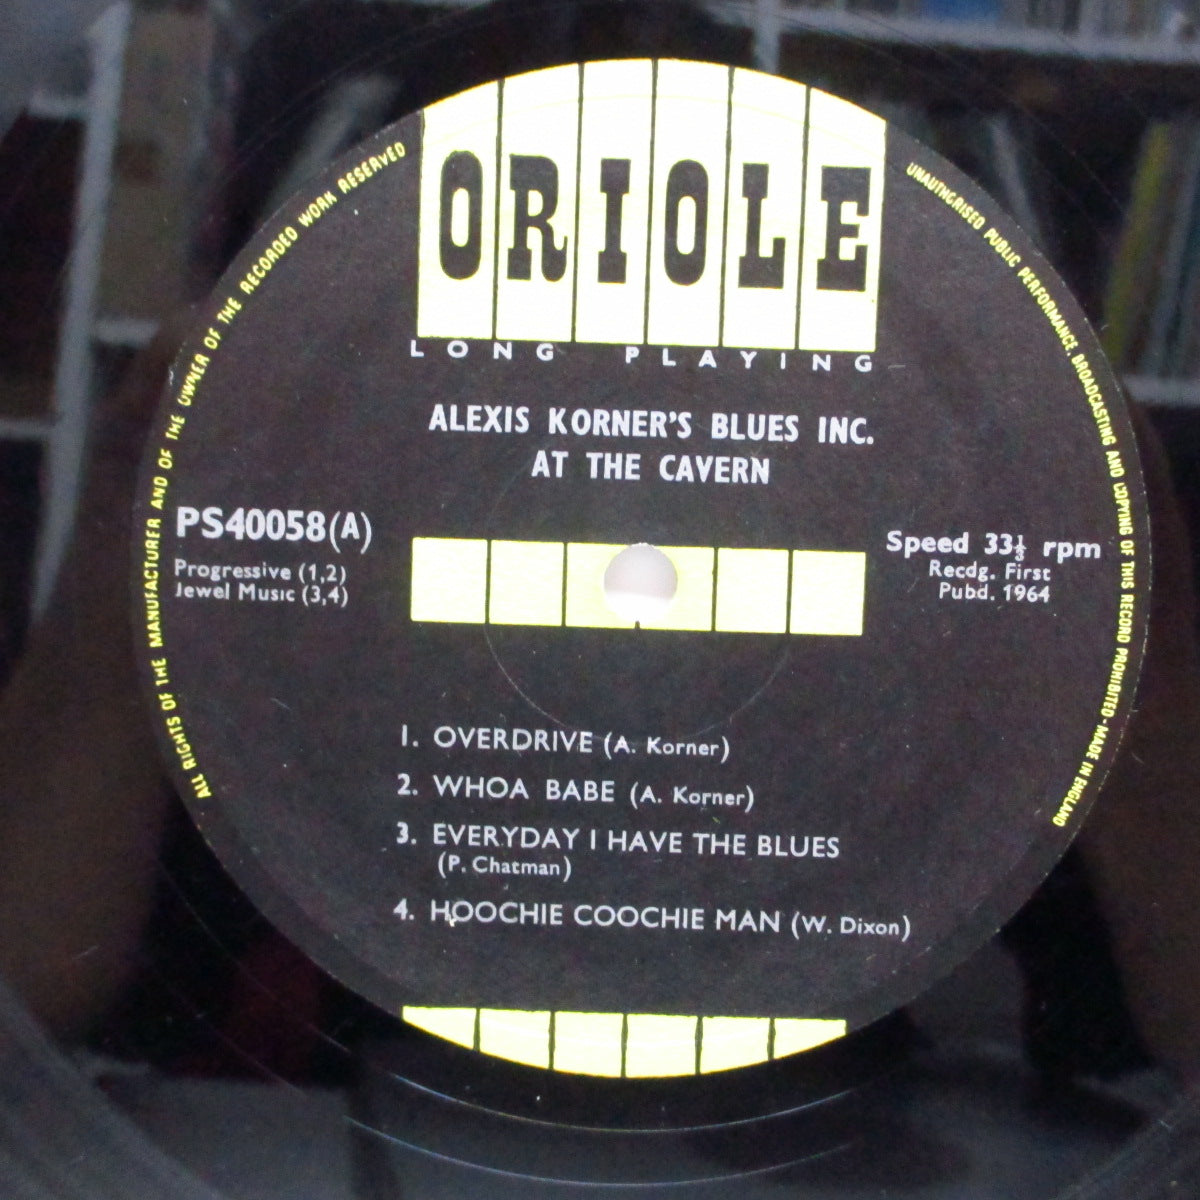 ORIOLE
LONG PLAYING
ALEXIS KORNER'S BLUES INC.
AT THE CAVERN
PS40058(A)
Progressive (1,2)
Jewel Music (3,4)
Speed 33⅓ rpm
Recdg. First
Pubd. 1964
1. OVERDRIVE (A. Korner)
2. WHOA BABE (A. Korner)
3. EVERYDAY I HAVE THE BLUES
(P. Chatman)
4. HOOCHIE COOCHIE MAN (W. Dixon)
ALL RIGHTS OF THE MANUFACTURER AND OF THE OWNER OF THE RECORDED WORK RESERVED
UNAUTHORISED PUBLIC PERFORMANCE, BROADCASTING AND COPYING OF THIS RECORD PROHIBITED-MADE IN ENGLAND